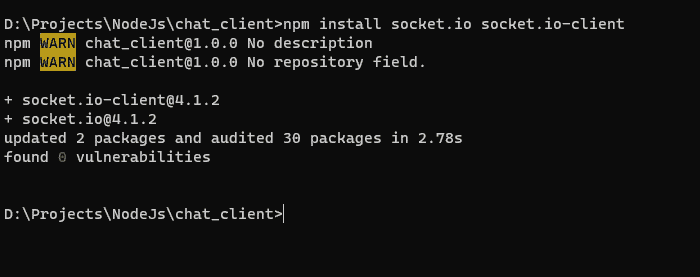 D:\Projects\NodeJs\chat_client>npm install socket.io socket.io-client
npm WARN chat_client@1.0.0 No description
npm WARN chat_client@1.0.0 No repository field.
+ socket.io-client@4.1.2
+ socket.io@4.1.2
updated 2 packages and audited 30 packages in 2.78s
found 0 vulnerabilities
D:\Projects\NodeJs\chat_client>